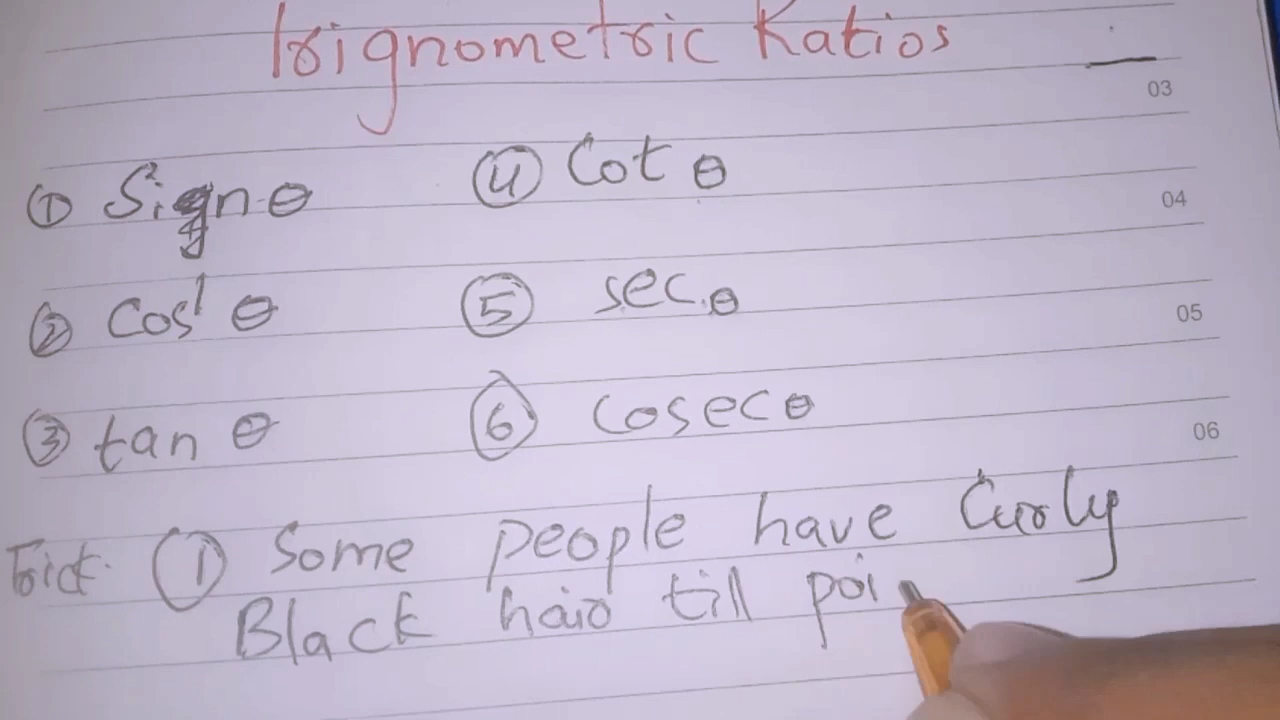 Trignometric Ratios
03
① Sign θ ④ Cot θ
04
② Cos θ ⑤ sec θ
05
③ tan θ ⑥ cosec θ
06
Trick ① Some people have Curly
Black hair till poi